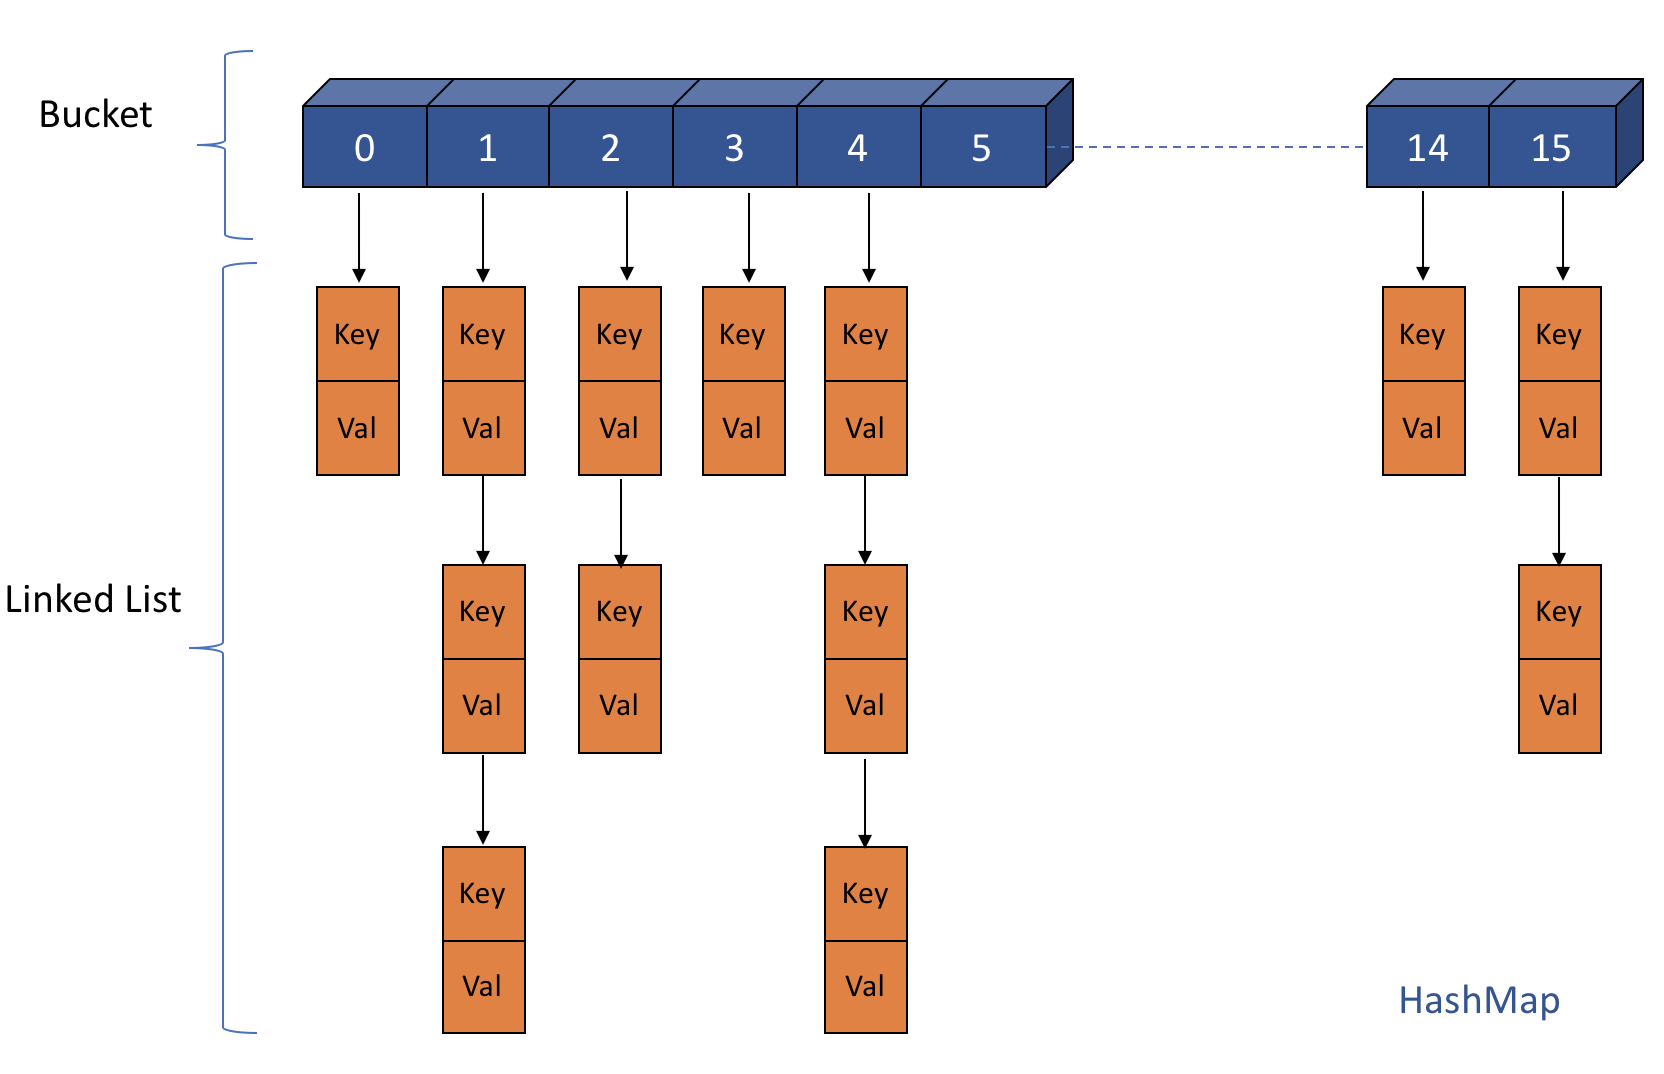 Bucket
0 1 2 3 4 5 14 15
Key Key Key Key Key Key Key
Val Val Val Val Val Val Val
Linked List
Key Key Key Key
Val Val Val Val
Key Key
Val Val
HashMap